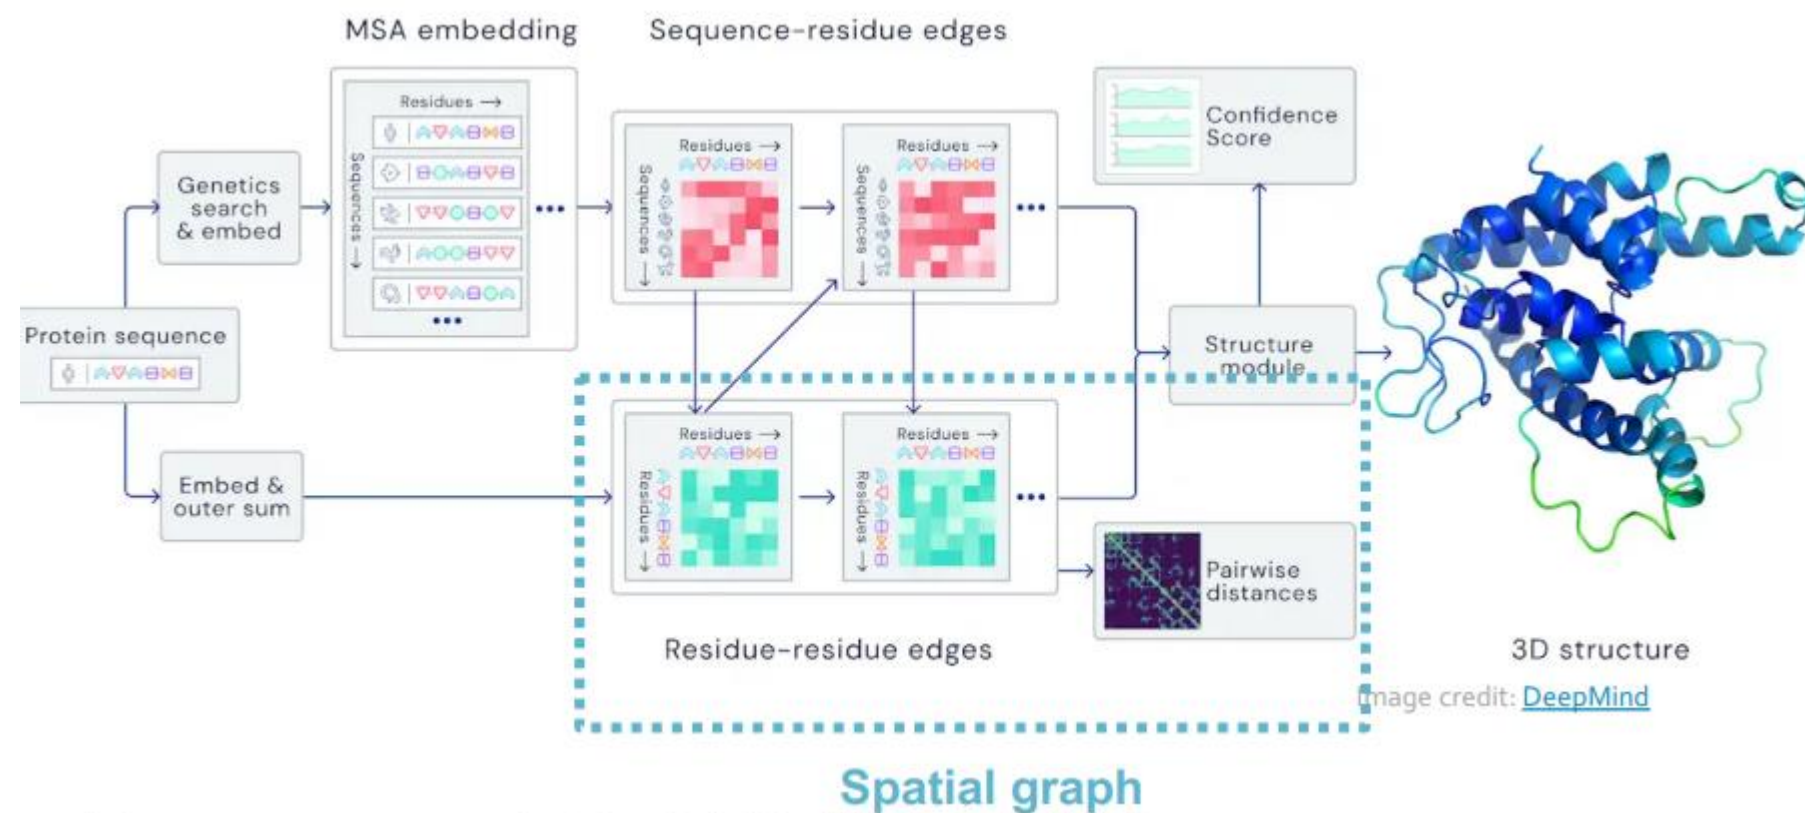 MSA embedding
Sequence-residue edges
Residues →
Sequences →
Genetics
search
& embed
Residues →
Sequences →
Residues →
Sequences →
Confidence
Score
Protein sequence
Structure
module
Embed &
outer sum
Residues →
Residues →
Residues →
Residues →
Pairwise
distances
Residue-residue edges
3D structure
Image credit: DeepMind
Spatial graph